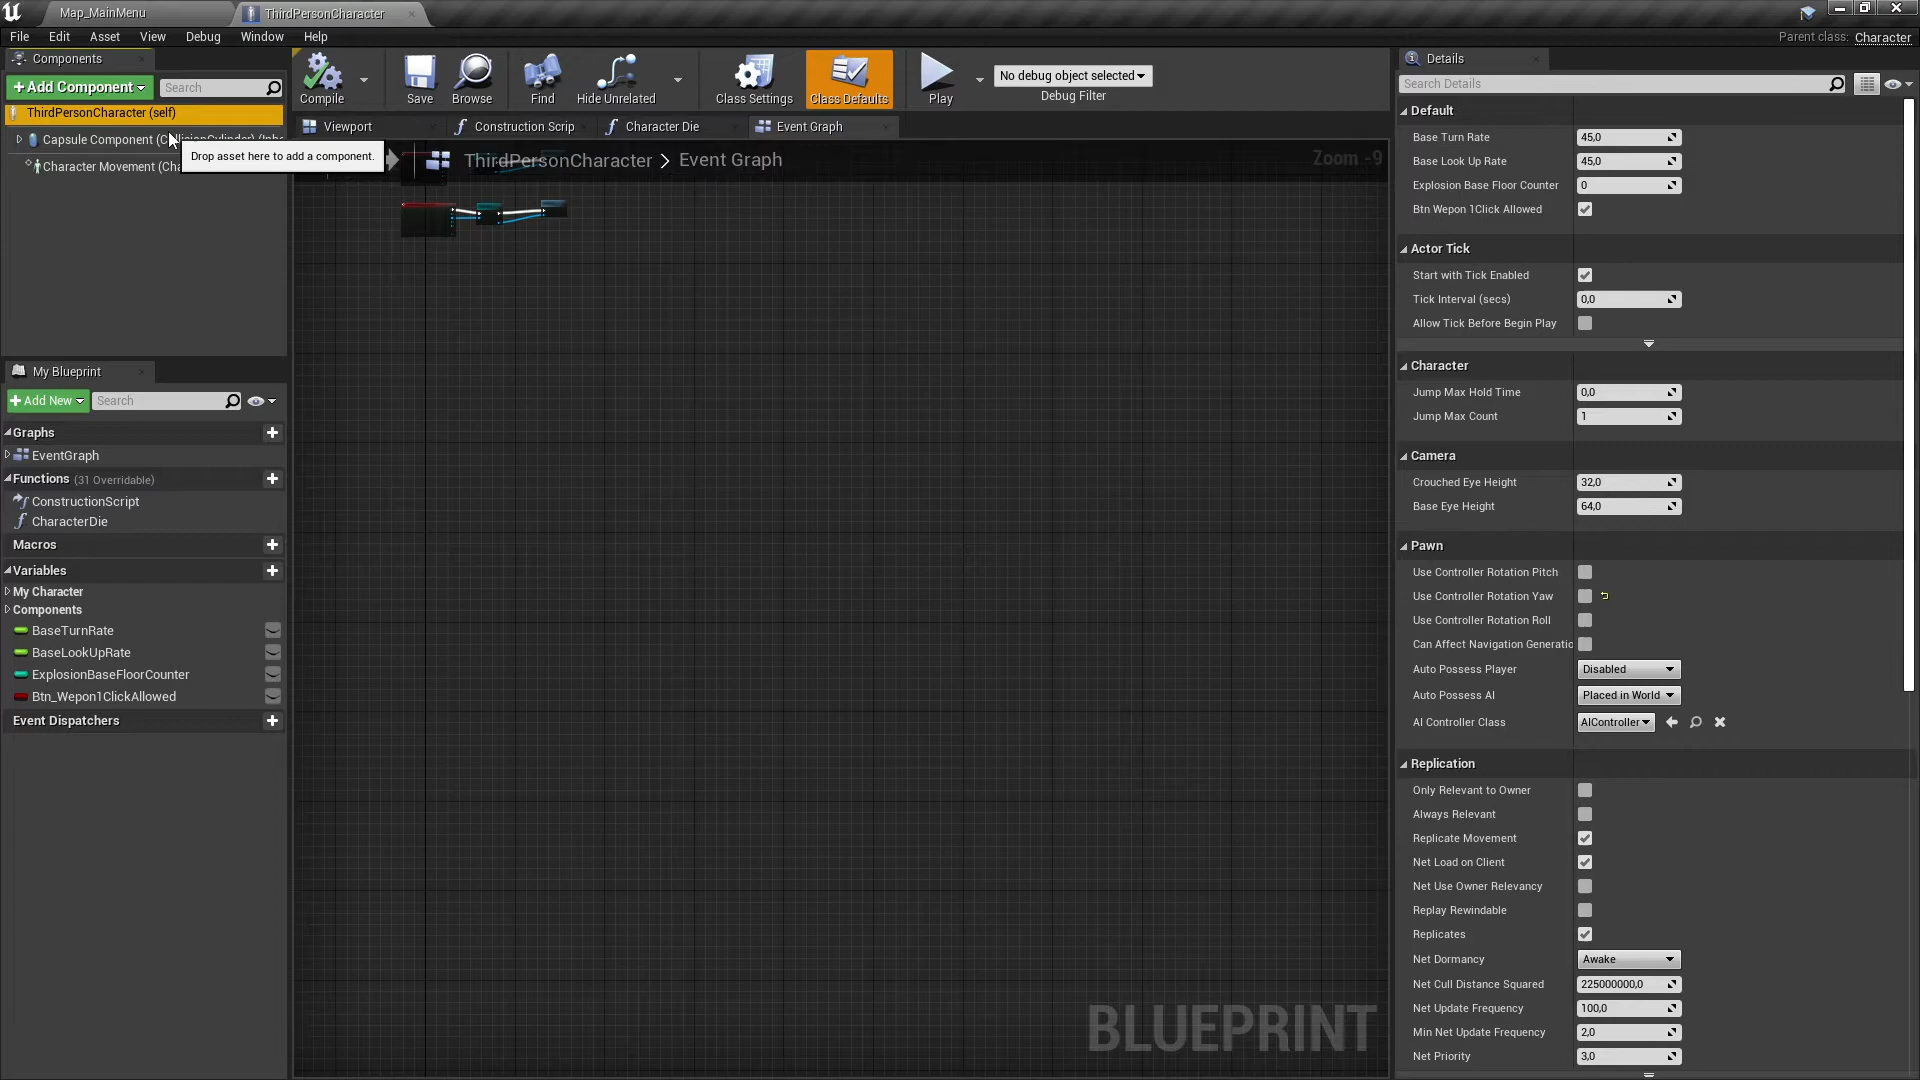 Map_MainMenu
ThirdPersonCharacter
File Edit Asset View Debug Window Help
Parent class: Character
Components
+Add Component
Search
ThirdPersonCharacter (self)
Capsule Component (CollisionCylinder) (Inhe
Character Movement (Cha
Drop asset here to add a component.
Compile
Save
Browse
Find
Hide Unrelated
Class Settings
Class Defaults
Play
No debug object selected
Debug Filter
Viewport
Construction Scrip
Character Die
Event Graph
ThirdPersonCharacter > Event Graph
Zoom -9
My Blueprint
+Add New
Search
Graphs
EventGraph
Functions (31 Overridable)
ConstructionScript
CharacterDie
Macros
Variables
My Character
Components
BaseTurnRate
BaseLookUpRate
ExplosionBaseFloorCounter
Btn_Wepon1ClickAllowed
Event Dispatchers
BLUEPRINT
Details
Search Details
Default
Base Turn Rate 45,0
Base Look Up Rate 45,0
Explosion Base Floor Counter 0
Btn Wepon 1Click Allowed
Actor Tick
Start with Tick Enabled
Tick Interval (secs) 0,0
Allow Tick Before Begin Play
Character
Jump Max Hold Time 0,0
Jump Max Count 1
Camera
Crouched Eye Height 32,0
Base Eye Height 64,0
Pawn
Use Controller Rotation Pitch
Use Controller Rotation Yaw
Use Controller Rotation Roll
Can Affect Navigation Generatio
Auto Possess Player Disabled
Auto Possess AI Placed in World
AI Controller Class AIController
Replication
Only Relevant to Owner
Always Relevant
Replicate Movement
Net Load on Client
Net Use Owner Relevancy
Replay Rewindable
Replicates
Net Dormancy Awake
Net Cull Distance Squared 225000000,0
Net Update Frequency 100,0
Min Net Update Frequency 2,0
Net Priority 3,0